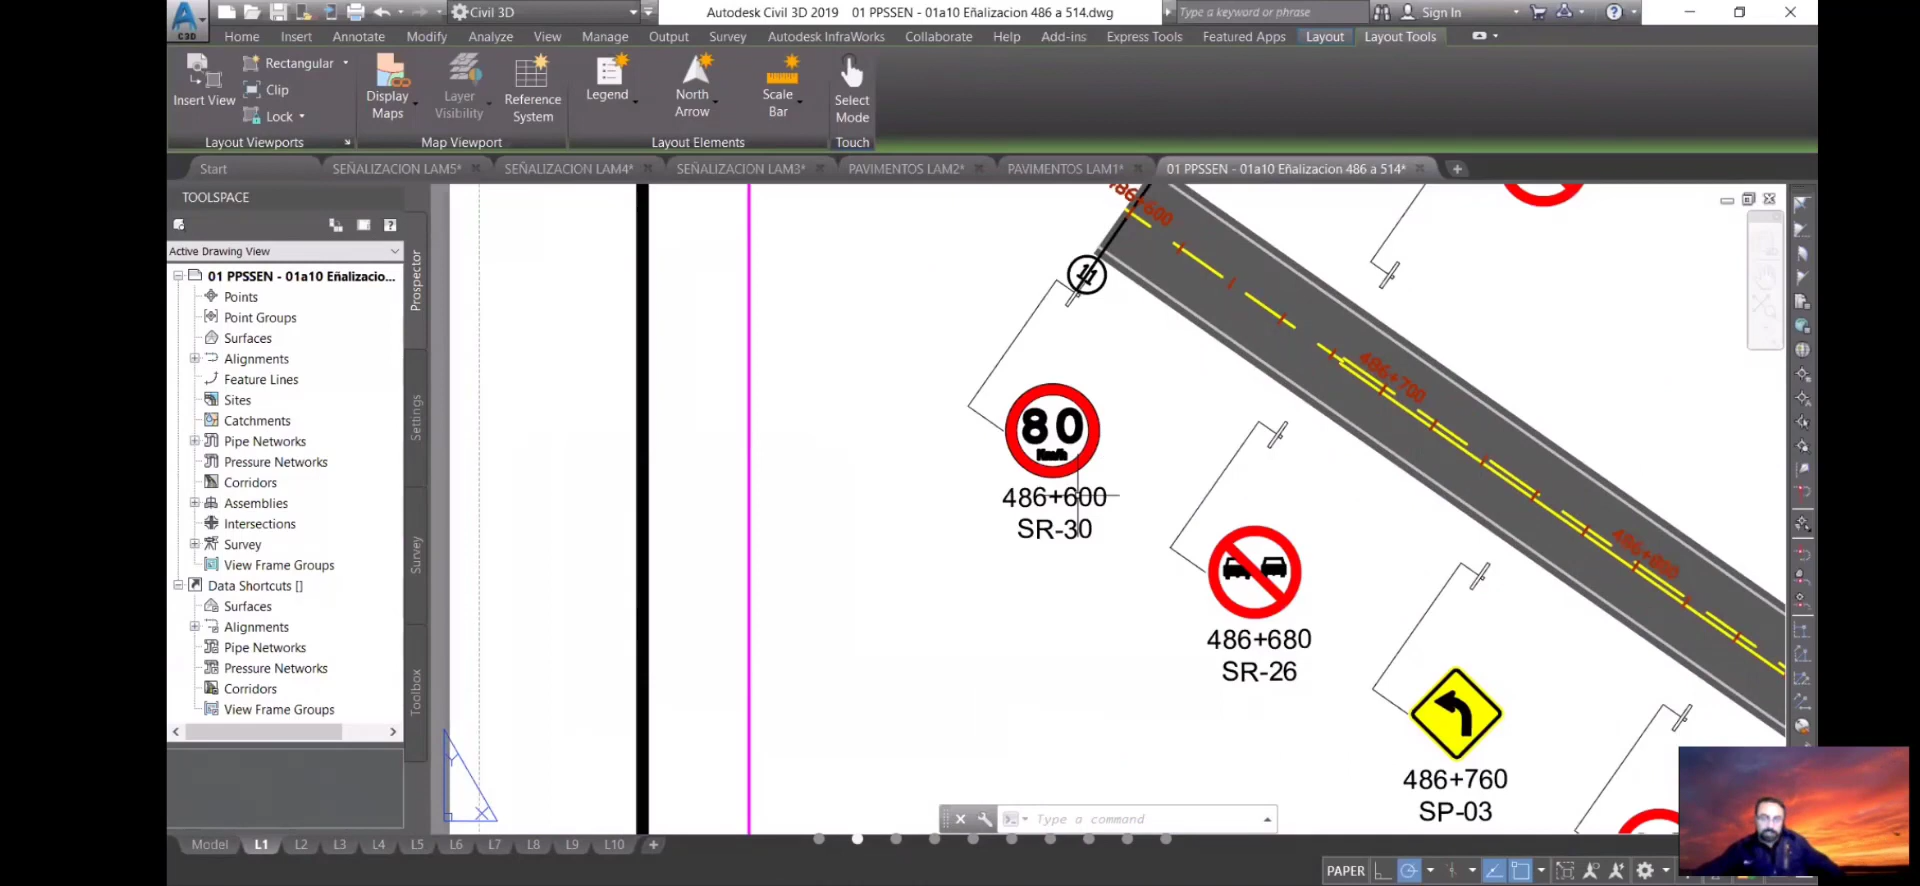 C3D
Civil 3D
Autodesk Civil 3D 2019 01 PPSSEN - 01a10 Eñalizacion 486 a 514.dwg
Type a keyword or phrase
Sign In
Home Insert Annotate Modify Analyze View Manage Output Survey Autodesk InfraWorks Collaborate Help Add-ins Express Tools Featured Apps Layout Layout Tools
Insert View
Rectangular
Clip
Lock
Display Maps
Layer Visibility
Reference System
Legend
North Arrow
Scale Bar
Select Mode
Layout Viewports
Map Viewport
Layout Elements
Touch
Start
SEÑALIZACION LAM5*
SEÑALIZACION LAM4*
SEÑALIZACION LAM3*
PAVIMENTOS LAM2*
PAVIMENTOS LAM1*
01 PPSSEN - 01a10 Eñalizacion 486 a 514*
TOOLSPACE
Active Drawing View
01 PPSSEN - 01a10 Eñalizacio...
Points
Point Groups
Surfaces
Alignments
Feature Lines
Sites
Catchments
Pipe Networks
Pressure Networks
Corridors
Assemblies
Intersections
Survey
View Frame Groups
Data Shortcuts []
Surfaces
Alignments
Pipe Networks
Pressure Networks
Corridors
View Frame Groups
Prospector
Settings
Survey
Toolbox
486+600
486+700
80
Km/h
486+600
SR-30
486+680
SR-26
486+760
SP-03
Y
X
Type a command
Model L1 L2 L3 L4 L5 L6 L7 L8 L9 L10
PAPER